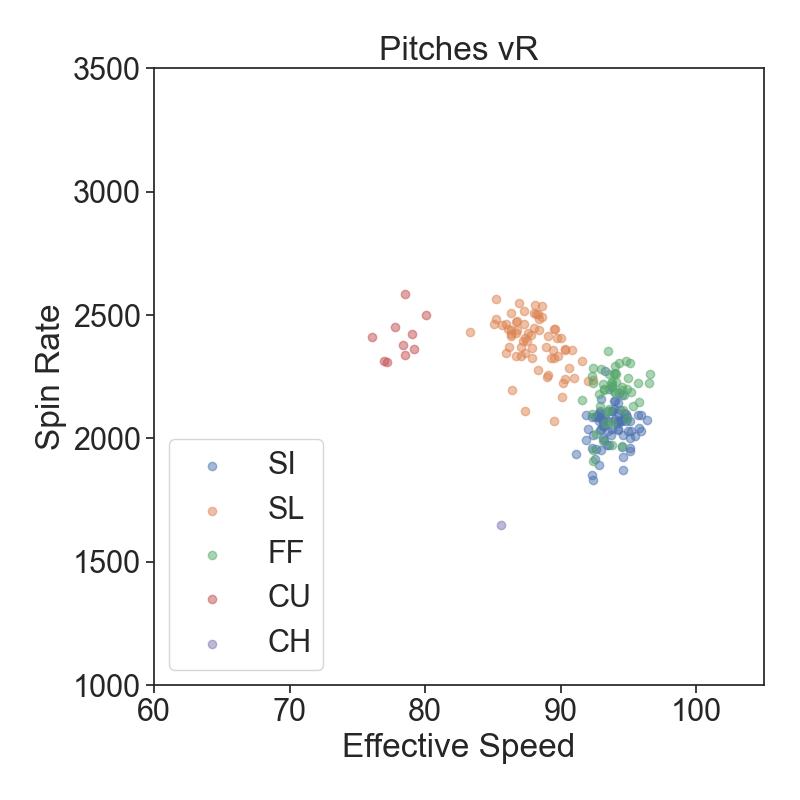 Pitches vR
3500
3000
2500
2000
1500
1000
Spin Rate
SI
SL
FF
CU
CH
60 70 80 90 100
Effective Speed